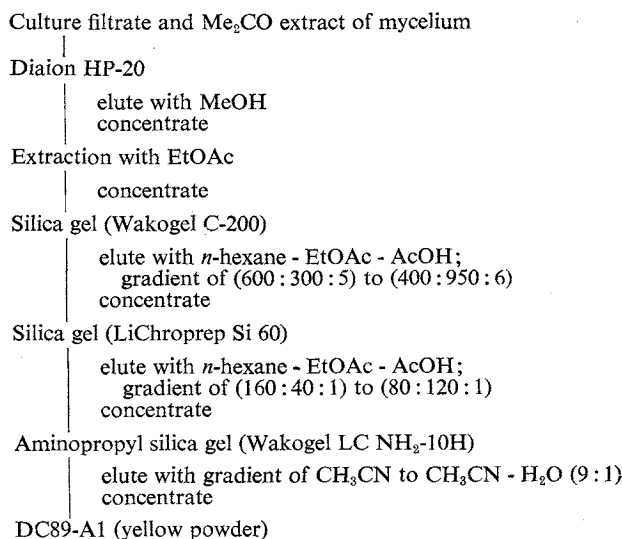 Culture filtrate and Me₂CO extract of mycelium
Diaion HP-20
elute with MeOH
concentrate
Extraction with EtOAc
concentrate
Silica gel (Wakogel C-200)
elute with n-hexane - EtOAc - AcOH;
gradient of (600 : 300 : 5) to (400 : 950 : 6)
concentrate
Silica gel (LiChroprep Si 60)
elute with n-hexane - EtOAc - AcOH;
gradient of (160 : 40 : 1) to (80 : 120 : 1)
concentrate
Aminopropyl silica gel (Wakogel LC NH₂-10H)
elute with gradient of CH₃CN to CH₃CN - H₂O (9 : 1)
concentrate
DC89-A1 (yellow powder)